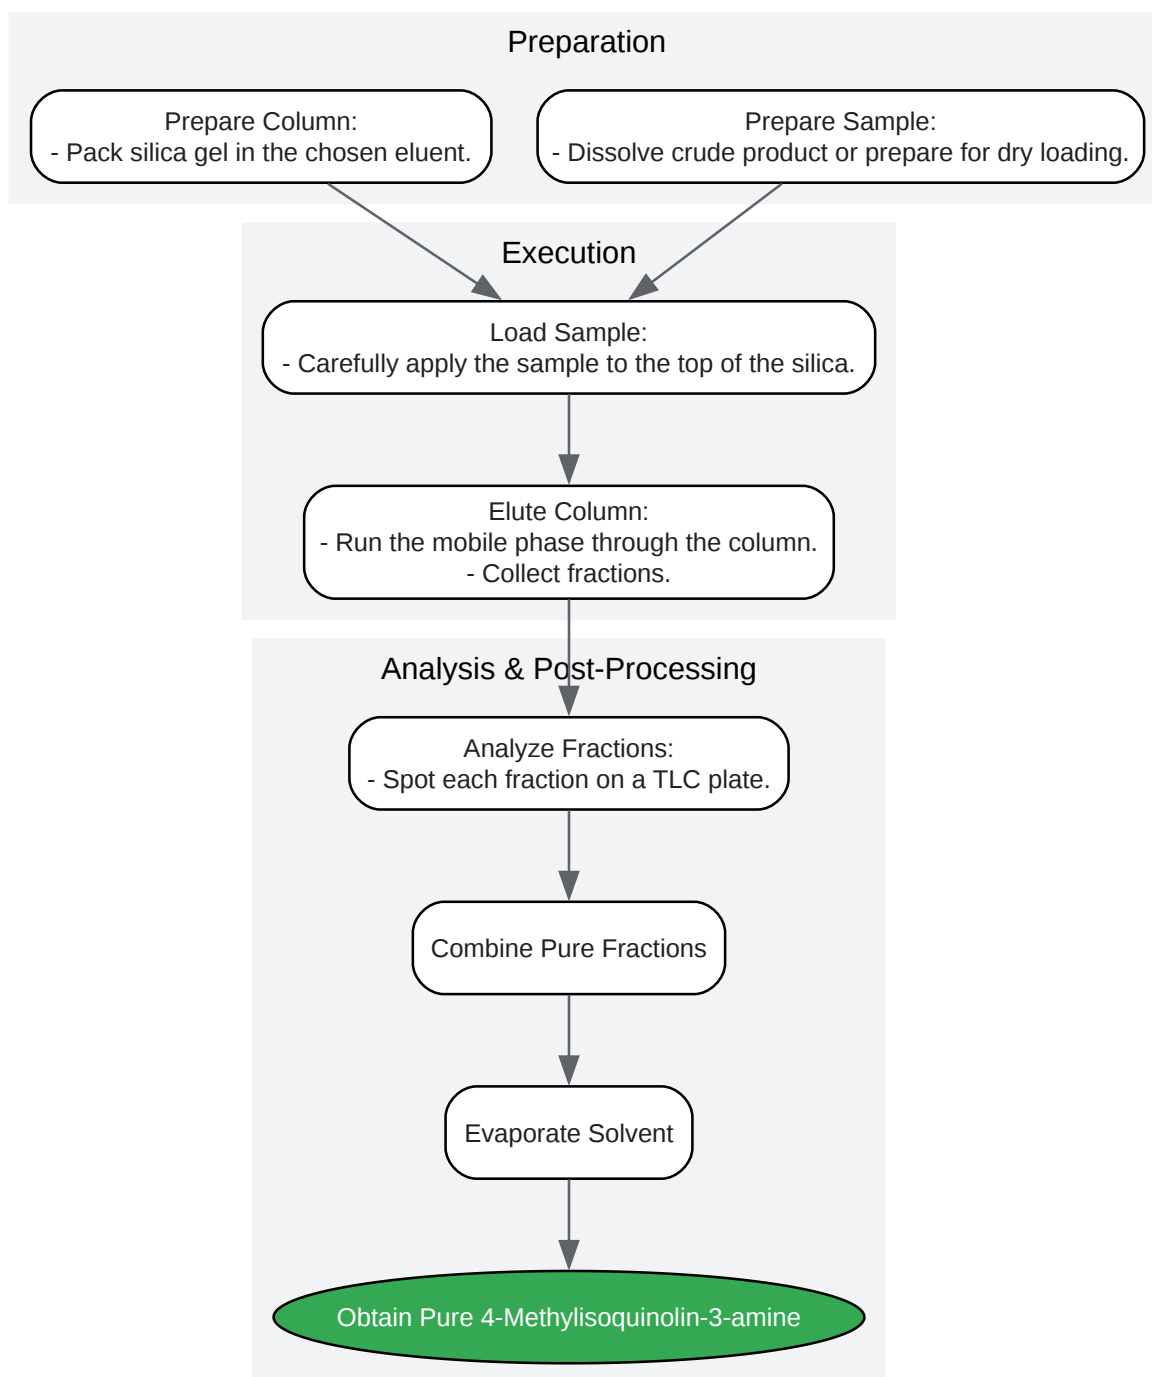 Preparation
Prepare Column:
- Pack silica gel in the chosen eluent.
Prepare Sample:
- Dissolve crude product or prepare for dry loading.
Execution
Load Sample:
- Carefully apply the sample to the top of the silica.
Elute Column:
- Run the mobile phase through the column.
- Collect fractions.
Analysis & Post-Processing
Analyze Fractions:
- Spot each fraction on a TLC plate.
Combine Pure Fractions
Evaporate Solvent
Obtain Pure 4-Methylisoquinolin-3-amine